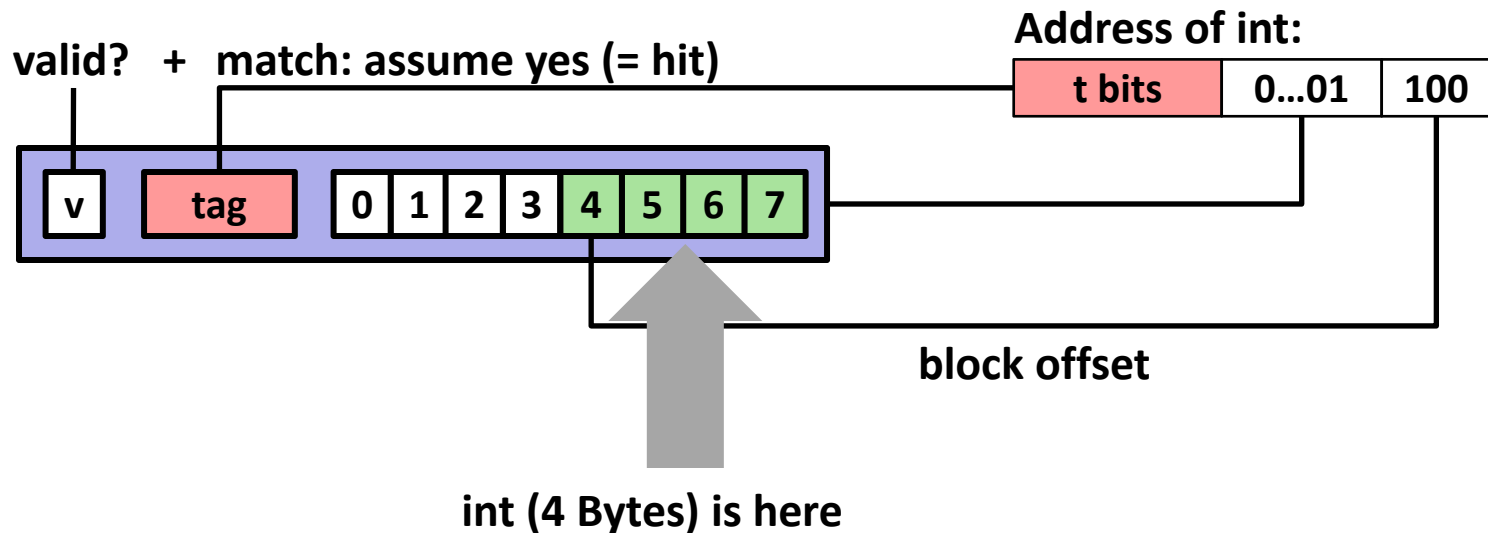 Address of int:
valid? + match: assume yes (= hit)
t bits 0...01 100
v tag 0 1 2 3 4 5 6 7
block offset
int (4 Bytes) is here